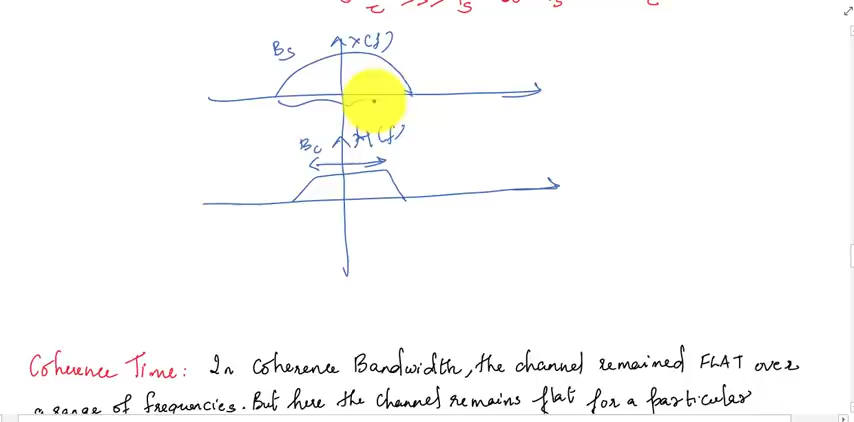 Bs X(f)
Bc H(f)
Coherence Time: In Coherence Bandwidth, the channel remained FLAT over
a range of frequencies. But here the channel remains flat for a particular